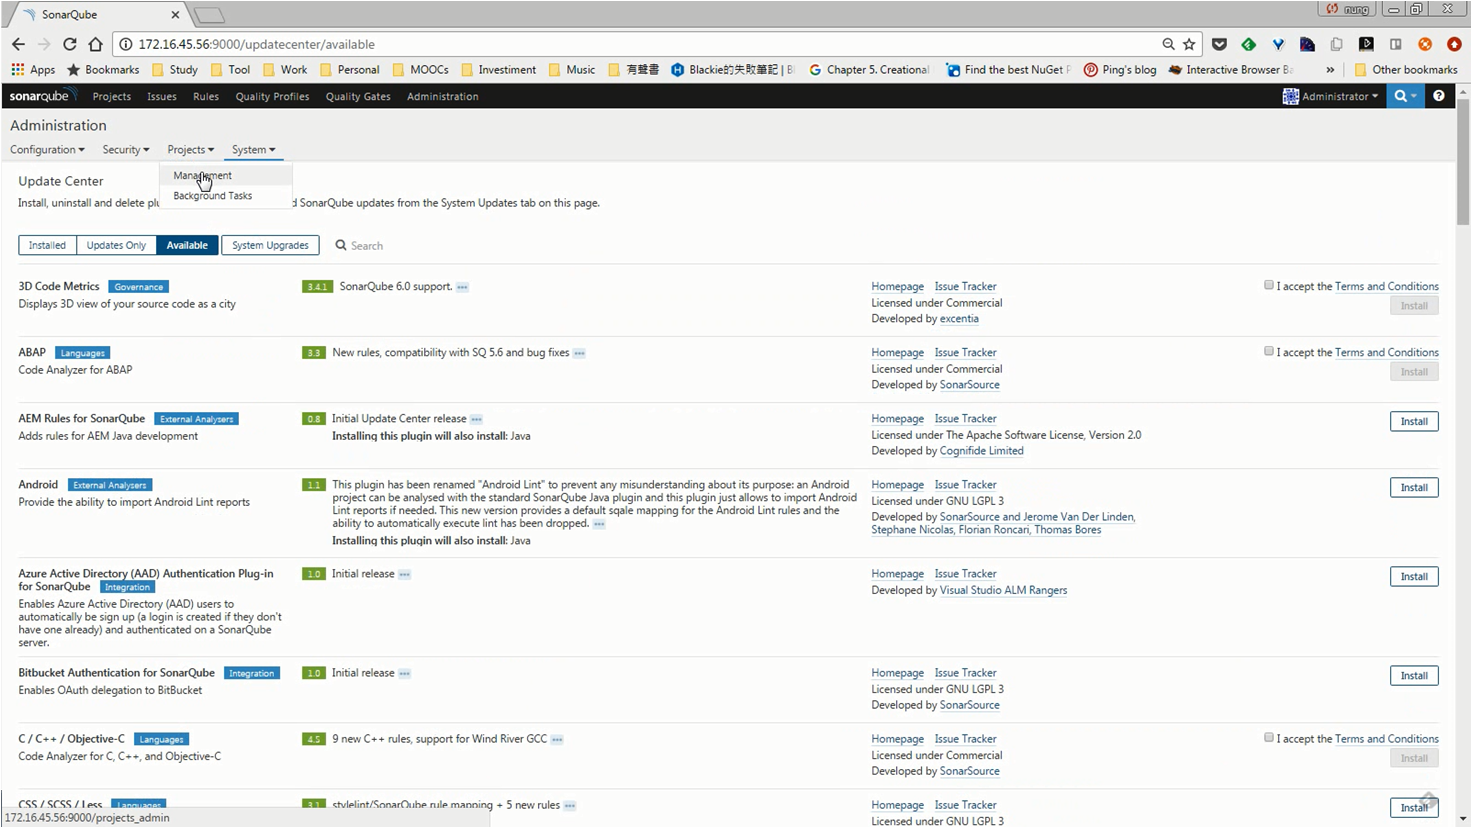 SonarQube
nung
172.16.45.56:9000/updatecenter/available
Apps Bookmarks Study Tool Work Personal MOOCs Investiment Music 有聲書 Blackie的失敗筆記 | Bl Chapter 5. Creational Find the best NuGet P Ping's blog Interactive Browser Ba » Other bookmarks
sonarqube Projects Issues Rules Quality Profiles Quality Gates Administration Administrator
Administration
Configuration Security Projects System
Management
Background Tasks
Update Center
Install, uninstall and delete plu SonarQube updates from the System Updates tab on this page.
Installed Updates Only Available System Upgrades Search
3D Code Metrics Governance 3.4.1 SonarQube 6.0 support. Homepage Issue Tracker I accept the Terms and Conditions
Displays 3D view of your source code as a city Licensed under Commercial Install
Developed by excentia
ABAP Languages 3.3 New rules, compatibility with SQ 5.6 and bug fixes Homepage Issue Tracker I accept the Terms and Conditions
Code Analyzer for ABAP Licensed under Commercial Install
Developed by SonarSource
AEM Rules for SonarQube External Analysers 0.8 Initial Update Center release Homepage Issue Tracker Install
Adds rules for AEM Java development Installing this plugin will also install: Java Licensed under The Apache Software License, Version 2.0
Developed by Cognifide Limited
Android External Analysers 1.1 This plugin has been renamed "Android Lint" to prevent any misunderstanding about its purpose: an Android Homepage Issue Tracker Install
Provide the ability to import Android Lint reports project can be analysed with the standard SonarQube Java plugin and this plugin just allows to import Android Licensed under GNU LGPL 3
Lint reports if needed. This new version provides a default sqale mapping for the Android Lint rules and the Developed by SonarSource and Jerome Van Der Linden,
ability to automatically execute lint has been dropped. Stephane Nicolas, Florian Roncari, Thomas Bores
Installing this plugin will also install: Java
Azure Active Directory (AAD) Authentication Plug-in 1.0 Initial release Homepage Issue Tracker Install
for SonarQube Integration Developed by Visual Studio ALM Rangers
Enables Azure Active Directory (AAD) users to
automatically be sign up (a login is created if they don't
have one already) and authenticated on a SonarQube
server.
Bitbucket Authentication for SonarQube Integration 1.0 Initial release Homepage Issue Tracker Install
Enables OAuth delegation to BitBucket Licensed under GNU LGPL 3
Developed by SonarSource
C / C++ / Objective-C Languages 4.5 9 new C++ rules, support for Wind River GCC Homepage Issue Tracker I accept the Terms and Conditions
Code Analyzer for C, C++, and Objective-C Licensed under Commercial Install
Developed by SonarSource
CSS / SCSS / Less Languages 3.1 stylelint/SonarQube rule mapping + 5 new rules Homepage Issue Tracker Install
172.16.45.56:9000/projects_admin Licensed under GNU LGPL 3